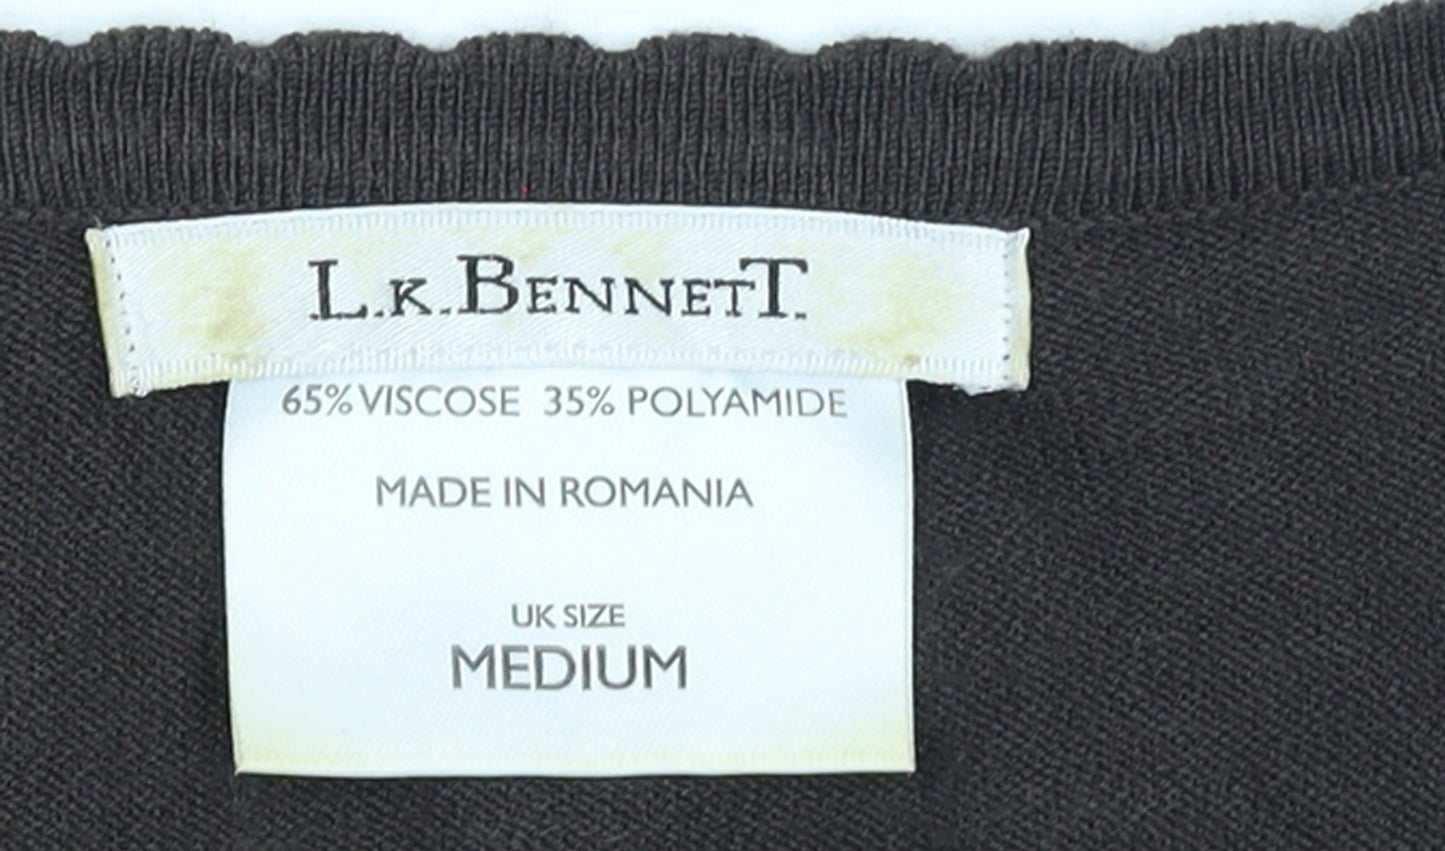 L.K.BENNETT.
65% VISCOSE 35% POLYAMIDE
MADE IN ROMANIA
UK SIZE
MEDIUM